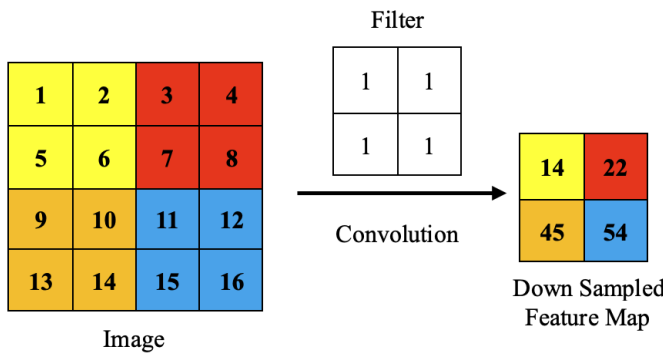 Filter
1 1
1 1
1 2 3 4
5 6 7 8
9 10 11 12
13 14 15 16
Image
Convolution
14 22
45 54
Down Sampled
Feature Map